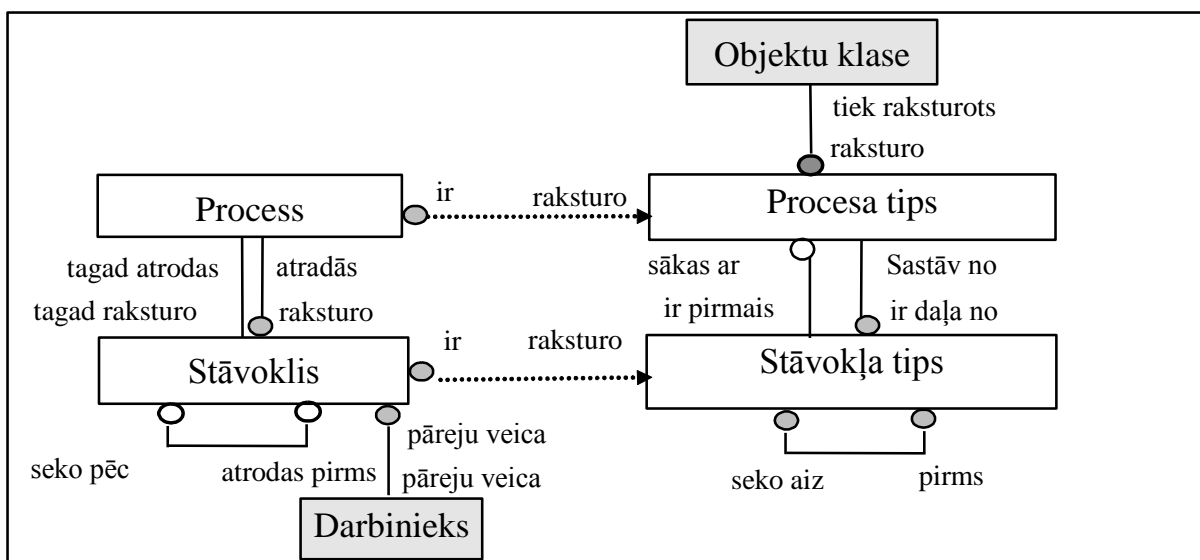 Objektu klase
tiek raksturots
raksturo
Process
ir
raksturo
Procesa tips
tagad atrodas
atradās
sākas ar
Sastāv no
tagad raksturo
raksturo
ir pirmais
ir daļa no
Stāvoklis
ir
raksturo
Stāvokļa tips
pāreju veica
seko pēc
atrodas pirms
pāreju veica
seko aiz
pirms
Darbinieks